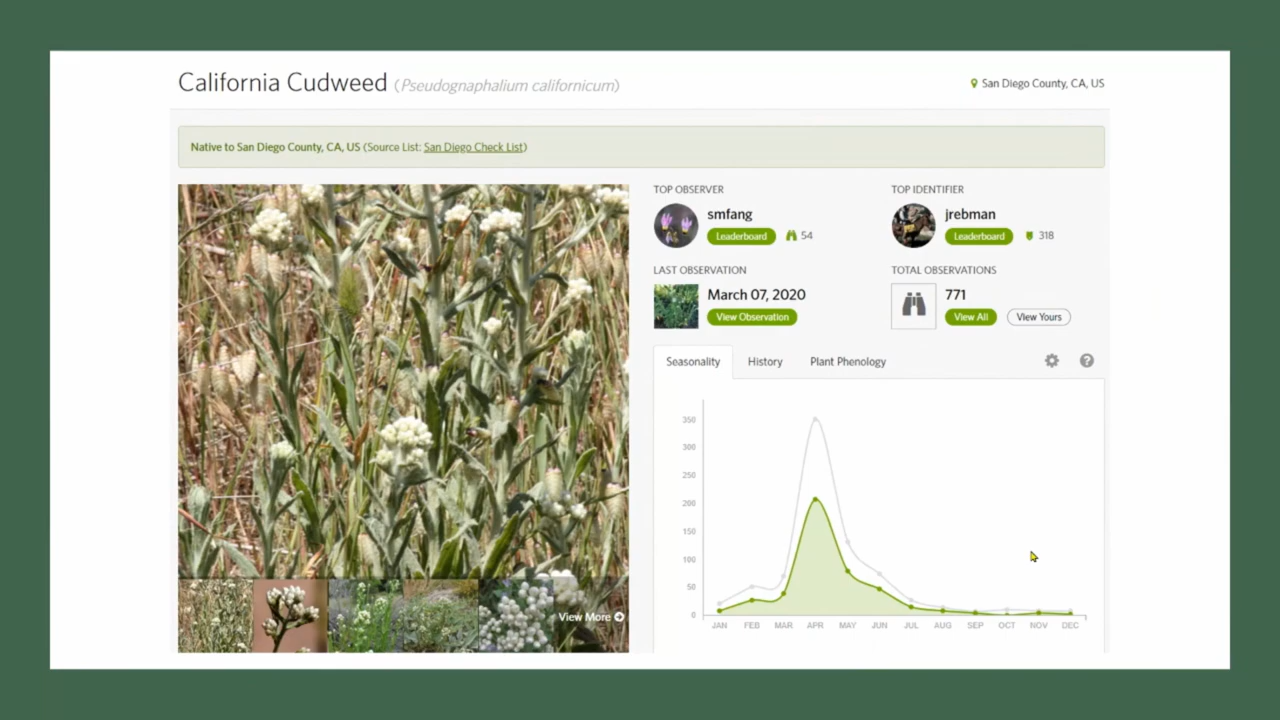 California Cudweed (Pseudognaphalium californicum)
San Diego County, CA, US
Native to San Diego County, CA, US (Source List: San Diego Check List)
TOP OBSERVER
smfang
Leaderboard 54
TOP IDENTIFIER
jrebman
Leaderboard 318
LAST OBSERVATION
March 07, 2020
View Observation
TOTAL OBSERVATIONS
771
View All View Yours
Seasonality History Plant Phenology ?
350
300
250
200
150
100
50
0
JAN FEB MAR APR MAY JUN JUL AUG SEP OCT NOV DEC
View More